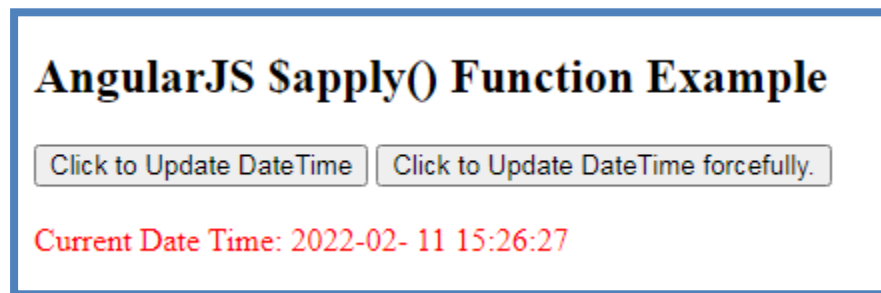 AngularJS $apply() Function Example
Click to Update DateTime Click to Update DateTime forcefully.
Current Date Time: 2022-02- 11 15:26:27